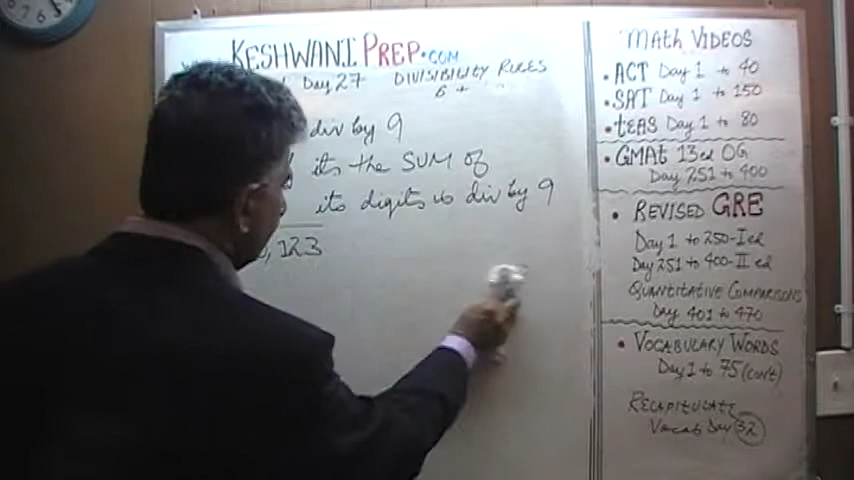 KESHWANI PREP.COM
Day 27 DIVISIBILITY RULES
6 +
div by 9
it's the SUM of
its digits is div by 9
, 123
Math VIDEOS
• ACT Day 1 to 40
• SAT Day 1 to 150
• tEAS Day 1 to 80
• GMAt 13ed OG
Day 251 to 400
• REVISED GRE
Day 1 to 250-I ed
Day 251 to 400-II ed
QUANtitAtiVE COMPARISONS
Day 401 to 470
• VOCABULARY WORDS
Day 1 to 75 (cont)
RECAPITULATE
Vocab Day 32